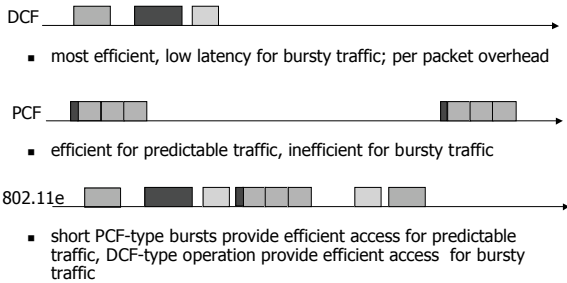 DCF
▪ most efficient, low latency for bursty traffic; per packet overhead
PCF
▪ efficient for predictable traffic, inefficient for bursty traffic
802.11e
▪ short PCF-type bursts provide efficient access for predictable
traffic, DCF-type operation provide efficient access for bursty
traffic